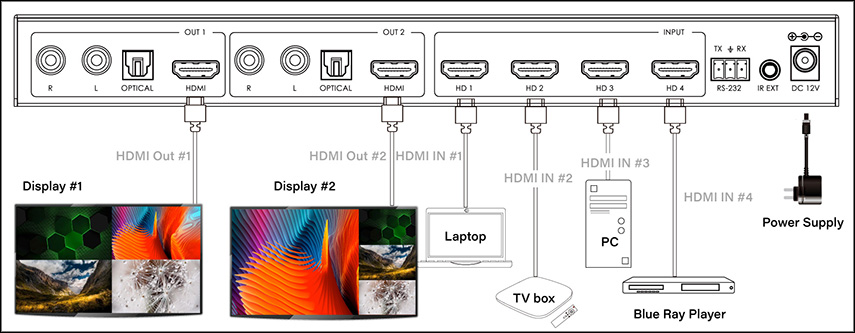 OUT 1
OUT 2
INPUT
TX RX
R
L
OPTICAL
HDMI
R
L
OPTICAL
HDMI
HD 1
HD 2
HD 3
HD 4
RS-232
IR EXT
DC 12V
HDMI Out #1
HDMI Out #2
HDMI IN #1
HDMI IN #2
HDMI IN #3
HDMI IN #4
Display #1
Display #2
Laptop
TV box
PC
Blue Ray Player
Power Supply